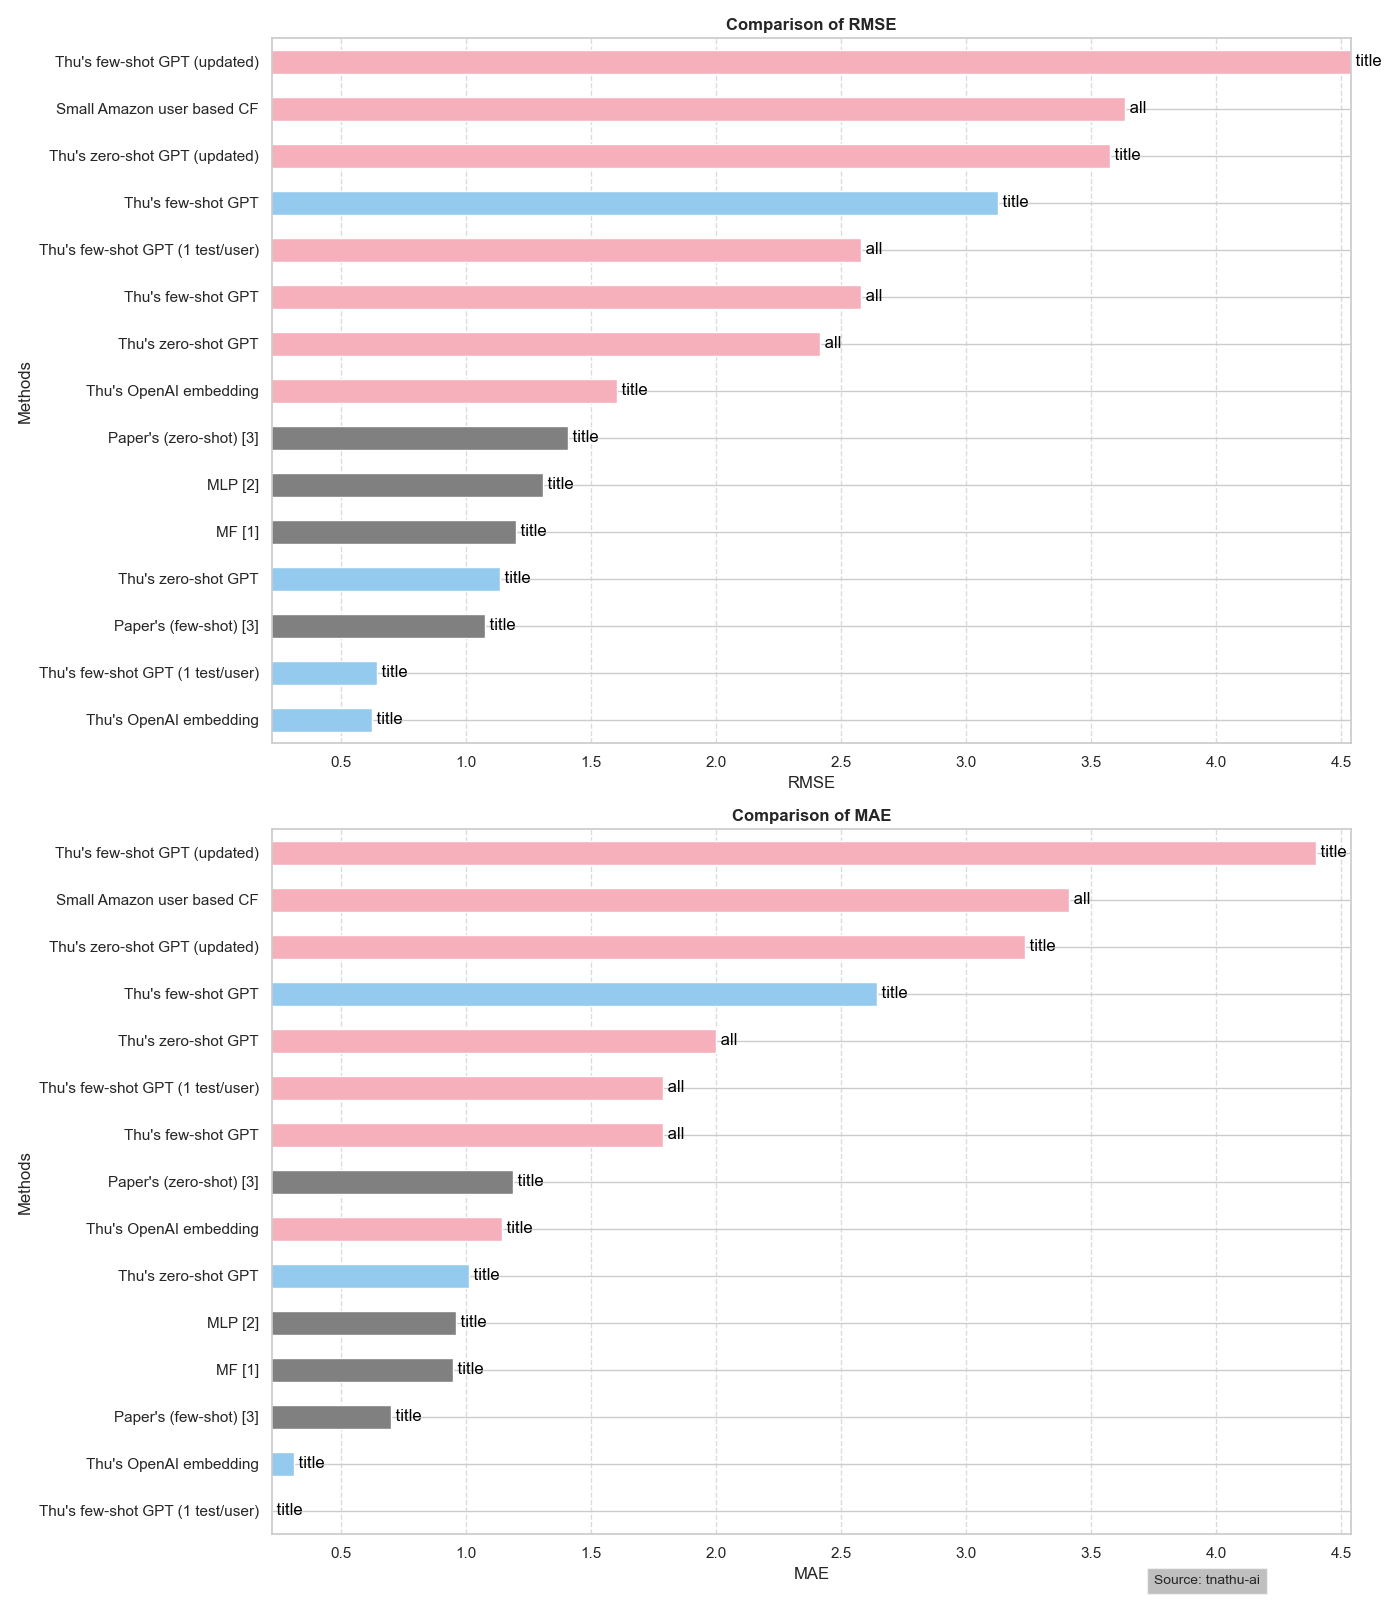 Comparison of RMSE
Thu's few-shot GPT (updated) title
Small Amazon user based CF all
Thu's zero-shot GPT (updated) title
Thu's few-shot GPT title
Thu's few-shot GPT (1 test/user) all
Thu's few-shot GPT all
Thu's zero-shot GPT all
Thu's OpenAI embedding title
Paper's (zero-shot) [3] title
MLP [2] title
MF [1] title
Thu's zero-shot GPT title
Paper's (few-shot) [3] title
Thu's few-shot GPT (1 test/user) title
Thu's OpenAI embedding title
Methods
0.5 1.0 1.5 2.0 2.5 3.0 3.5 4.0 4.5
RMSE
Comparison of MAE
Thu's few-shot GPT (updated) title
Small Amazon user based CF all
Thu's zero-shot GPT (updated) title
Thu's few-shot GPT title
Thu's zero-shot GPT all
Thu's few-shot GPT (1 test/user) all
Thu's few-shot GPT all
Paper's (zero-shot) [3] title
Thu's OpenAI embedding title
Thu's zero-shot GPT title
MLP [2] title
MF [1] title
Paper's (few-shot) [3] title
Thu's OpenAI embedding title
Thu's few-shot GPT (1 test/user) title
Methods
0.5 1.0 1.5 2.0 2.5 3.0 3.5 4.0 4.5
MAE
Source: tnathu-ai